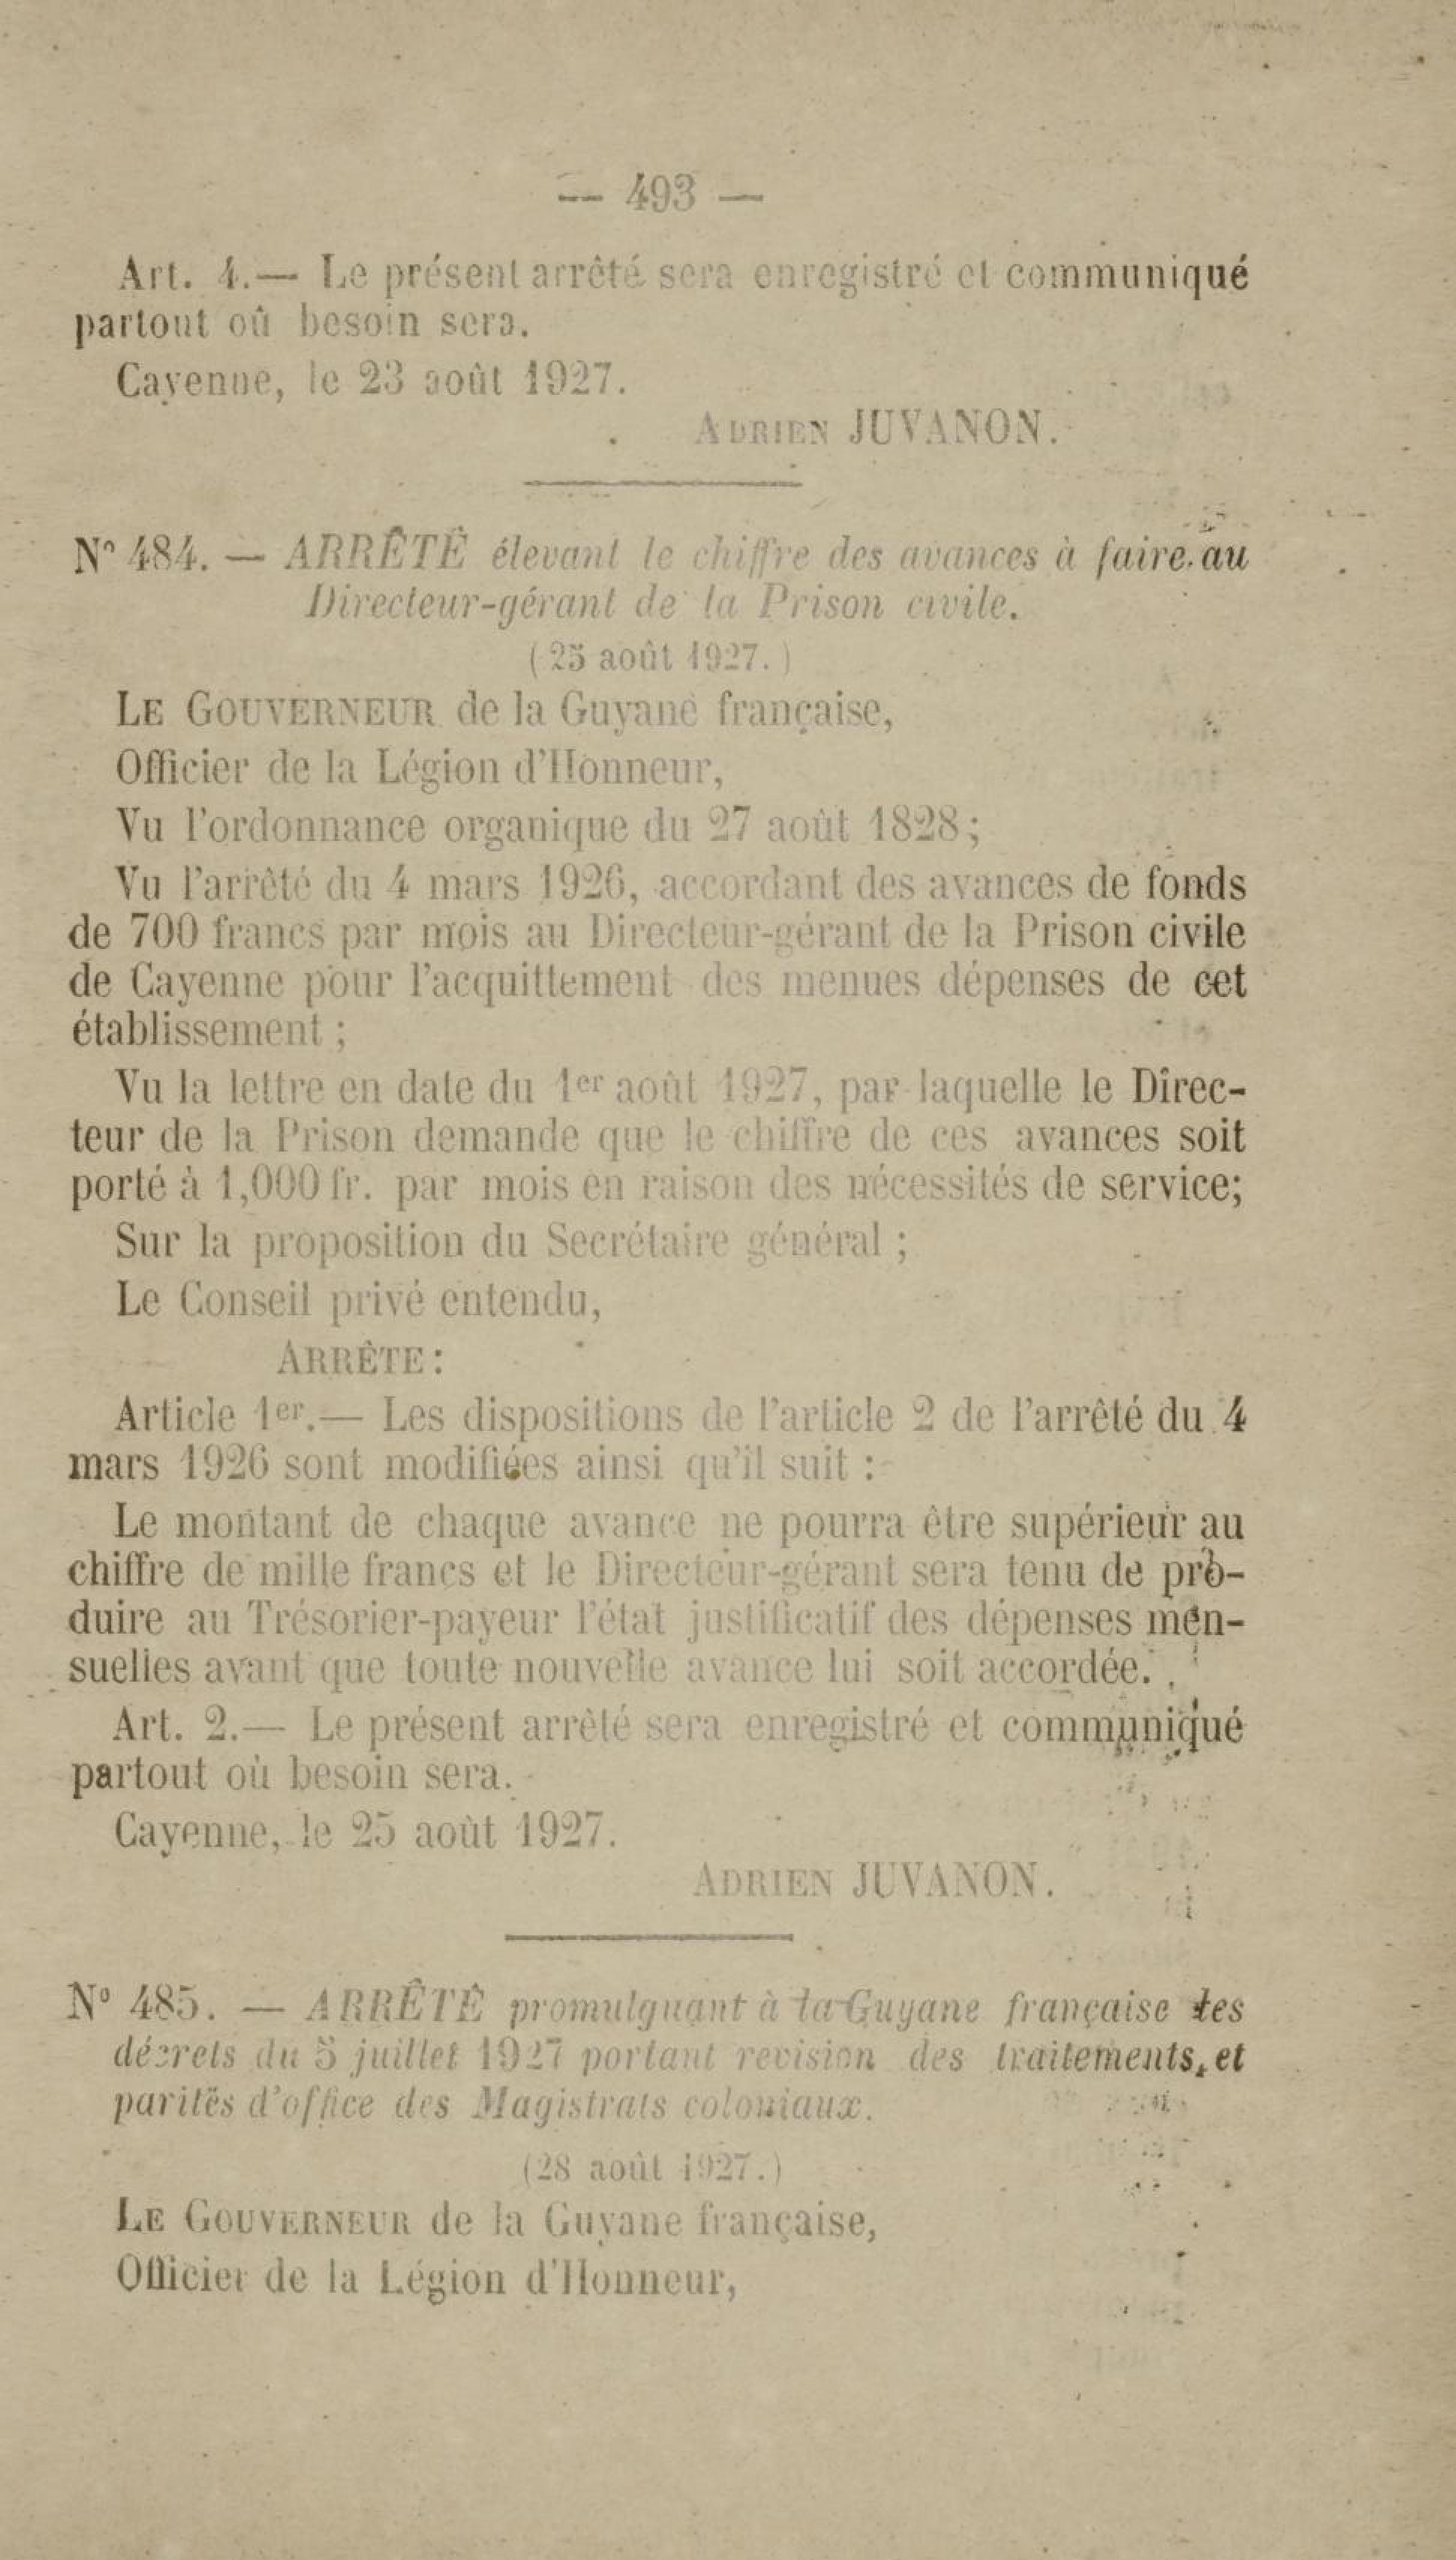 — 493 —
Art. 4.— Le présent arrêté sera enregistré et communiqué
partout où besoin sera.
Cayenne, le 23 août 1927.
ADRIEN JUVANON.
N° 484. — ARRÊTÉ élevant le chiffre des avances à faire au
Directeur-gérant de la Prison civile.
(25 août 1927.)
LE GOUVERNEUR de la Guyane française,
Officier de la Légion d'Honneur,
Vu l'ordonnance organique du 27 août 1828;
Vu l'arrêté du 4 mars 1926, accordant des avances de fonds
de 700 francs par mois au Directeur-gérant de la Prison civile
de Cayenne pour l'acquittement des menues dépenses de cet
établissement ;
Vu la lettre en date du 1er août 1927, par laquelle le Direc-
teur de la Prison demande que le chiffre de ces avances soit
porté à 1,000 fr. par mois en raison des nécessités de service;
Sur la proposition du Secrétaire général ;
Le Conseil privé entendu,
ARRÊTE:
Article 1er.— Les dispositions de l'article 2 de l'arrêté du 4
mars 1926 sont modifiées ainsi qu'il suit :
Le montant de chaque avance ne pourra être supérieur au
chiffre de mille francs et le Directeur-gérant sera tenu de pro-
duire au Trésorier-payeur l'état justificatif des dépenses men-
suelles avant que toute nouvelle avance lui soit accordée.
Art. 2.— Le présent arrêté sera enregistré et communiqué
partout où besoin sera.
Cayenne, le 25 août 1927.
ADRIEN JUVANON.
N° 485. — ARRÊTÉ promulguant à la Guyane française les
décrets du 5 juillet 1927 portant revision des traitements, et
parités d'office des Magistrats coloniaux.
(28 août 1927.)
LE GOUVERNEUR de la Guyane française,
Officier de la Légion d'Honneur,